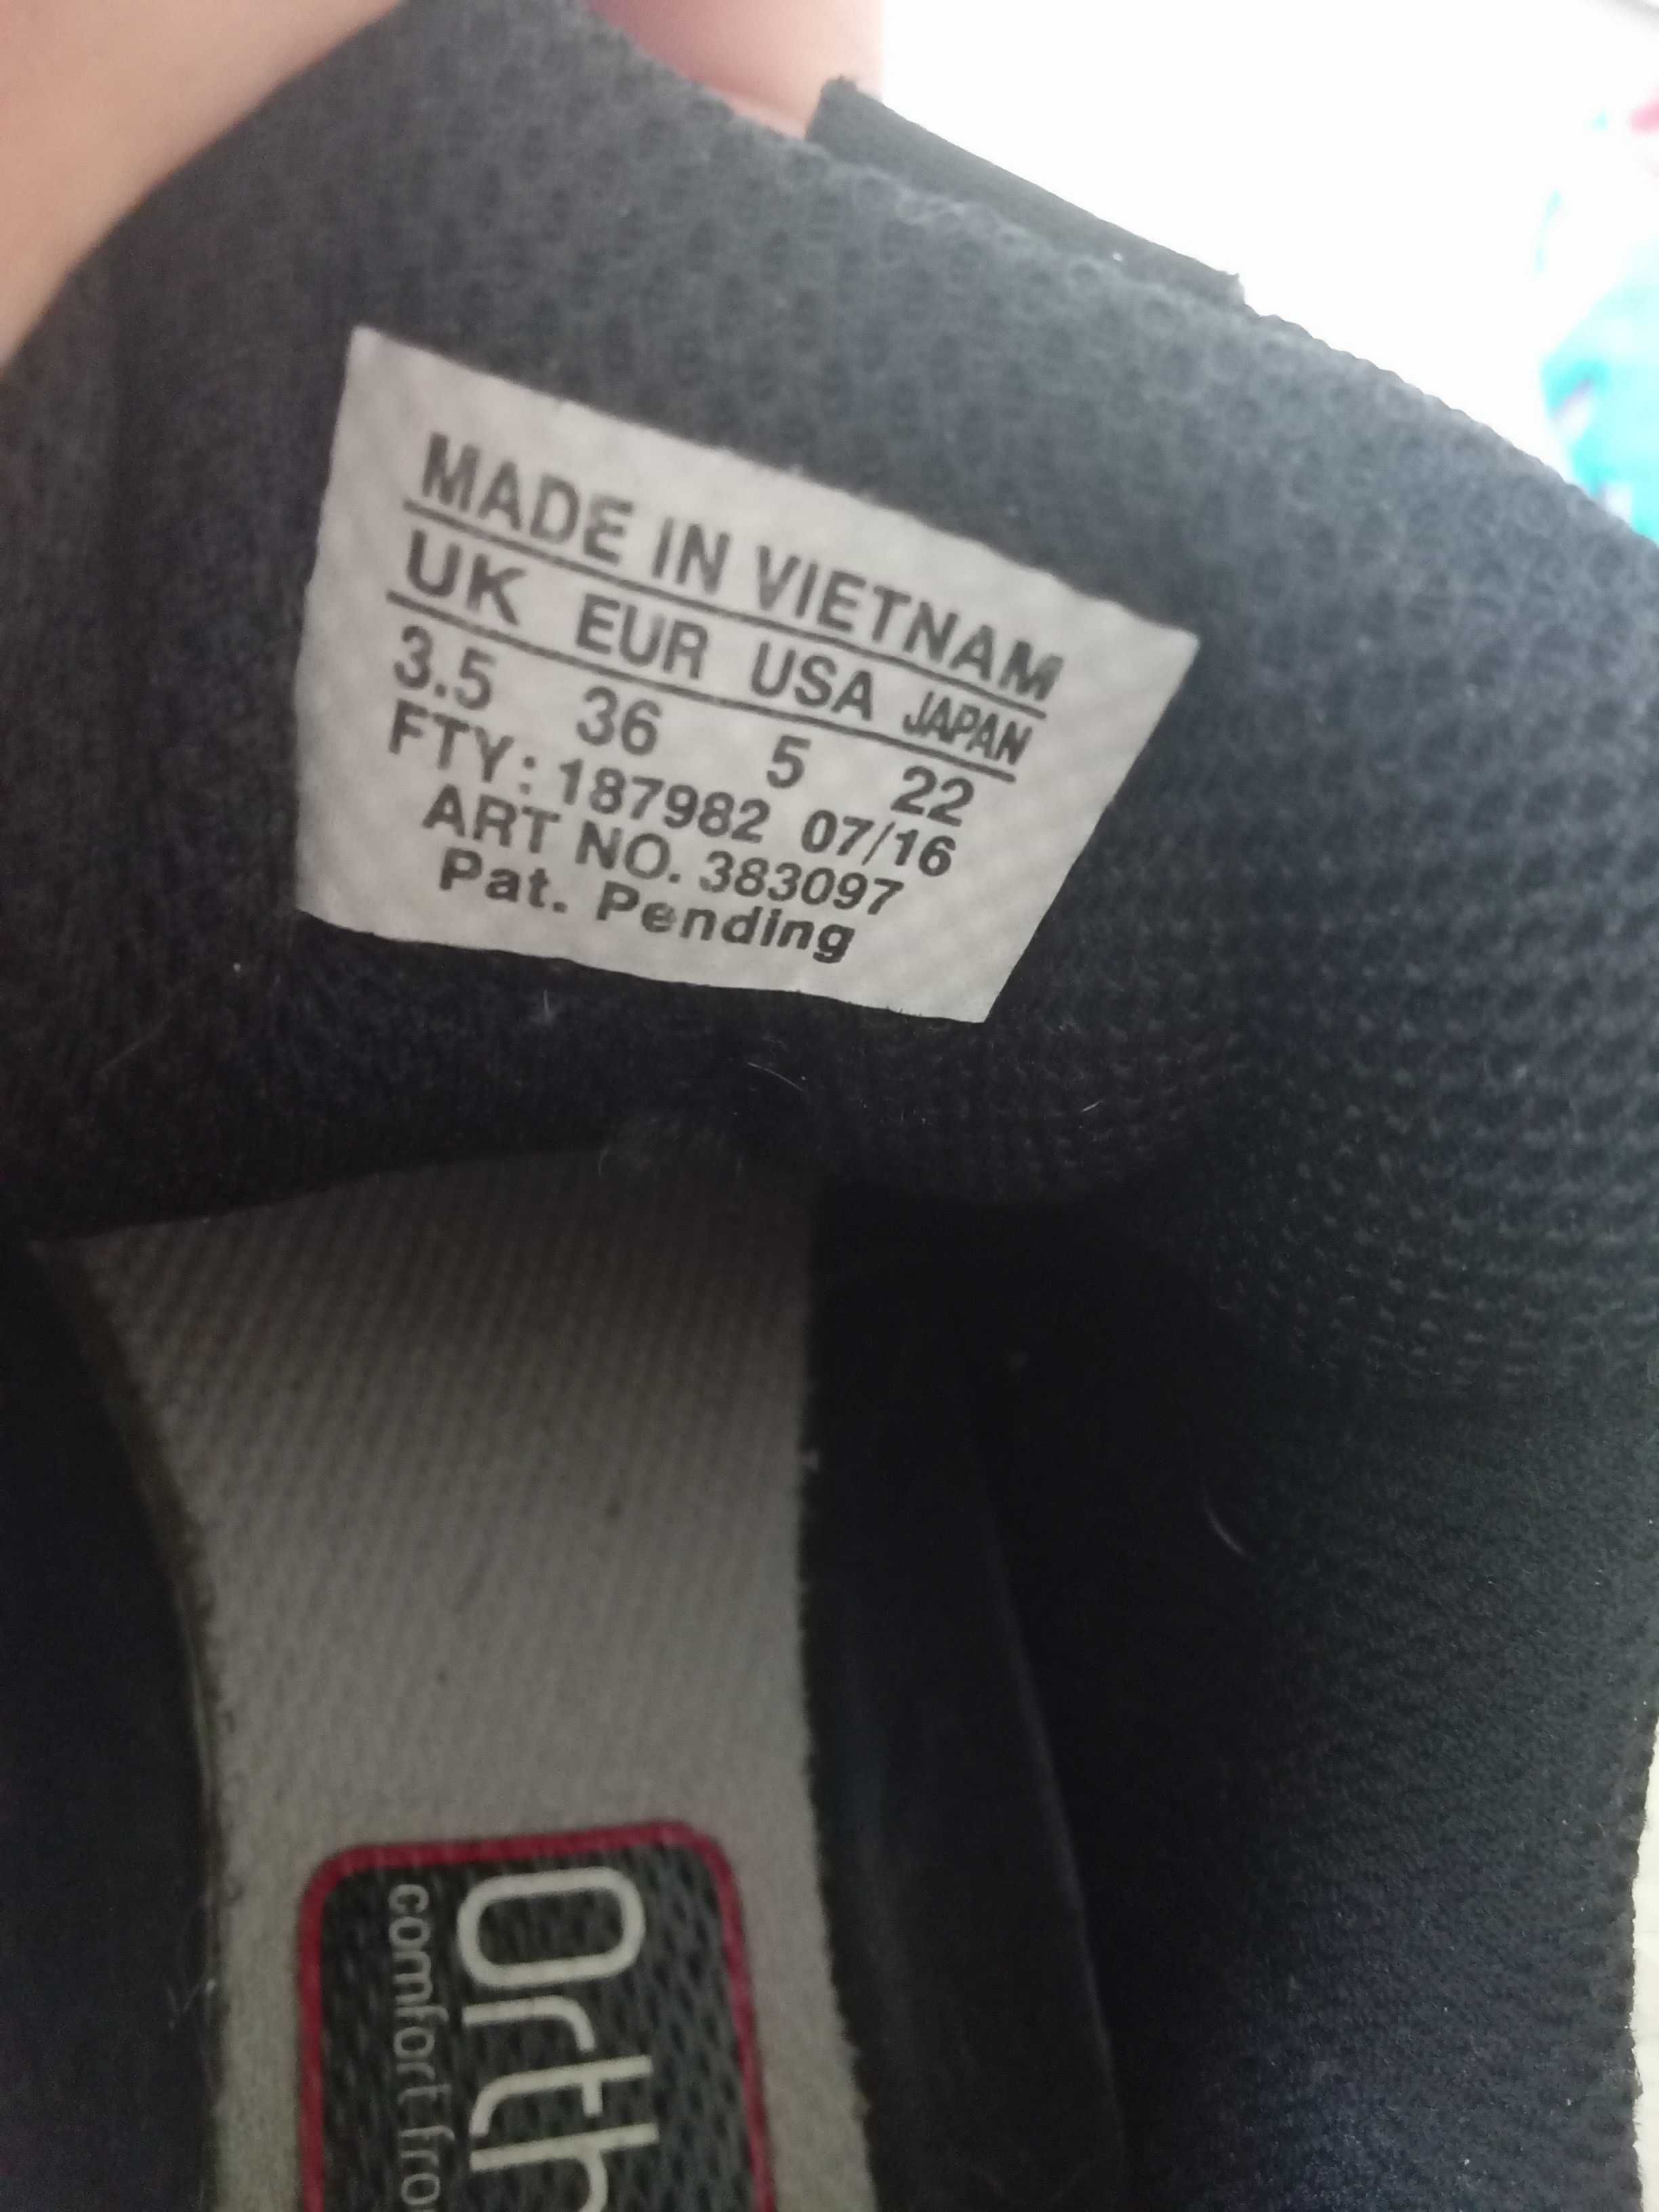 MADE IN VIETNAM
UK EUR USA JAPAN
3.5 36 5 22
FTY: 187982 07/16
ART NO. 383097
Pat. Pending
Orth
comfort fro